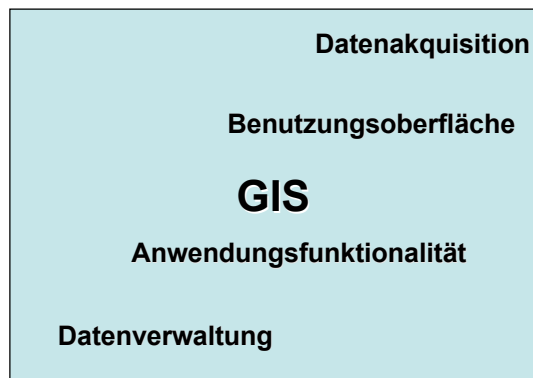 Datenakquisition
Benutzungsoberfläche
GIS
Anwendungsfunktionalität
Datenverwaltung